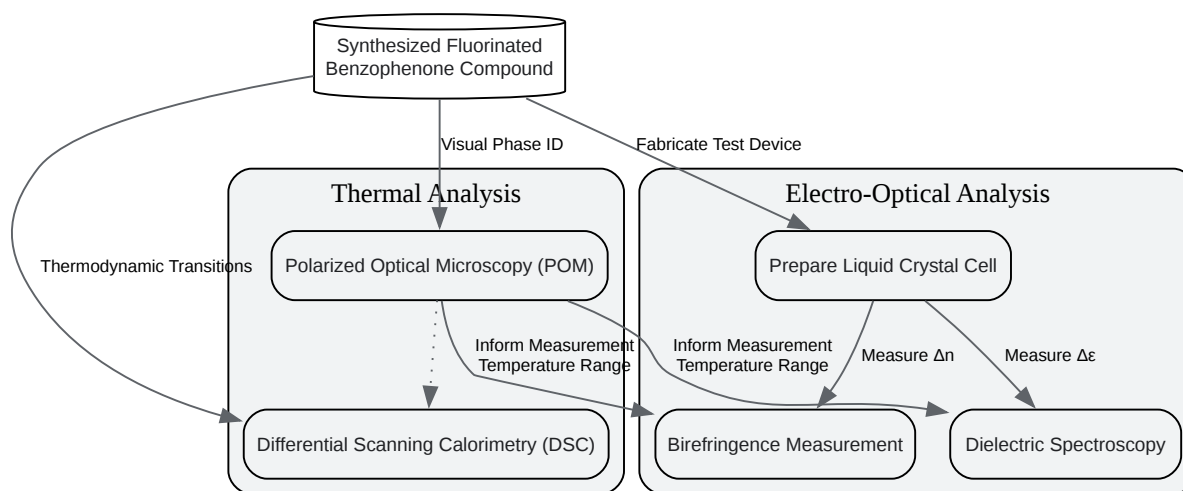 Synthesized Fluorinated
Benzophenone Compound
Visual Phase ID
Fabricate Test Device
Thermal Analysis
Electro-Optical Analysis
Thermodynamic Transitions
Polarized Optical Microscopy (POM)
Prepare Liquid Crystal Cell
Inform Measurement
Temperature Range
Inform Measurement
Temperature Range
Measure Δn
Measure Δε
Differential Scanning Calorimetry (DSC)
Birefringence Measurement
Dielectric Spectroscopy